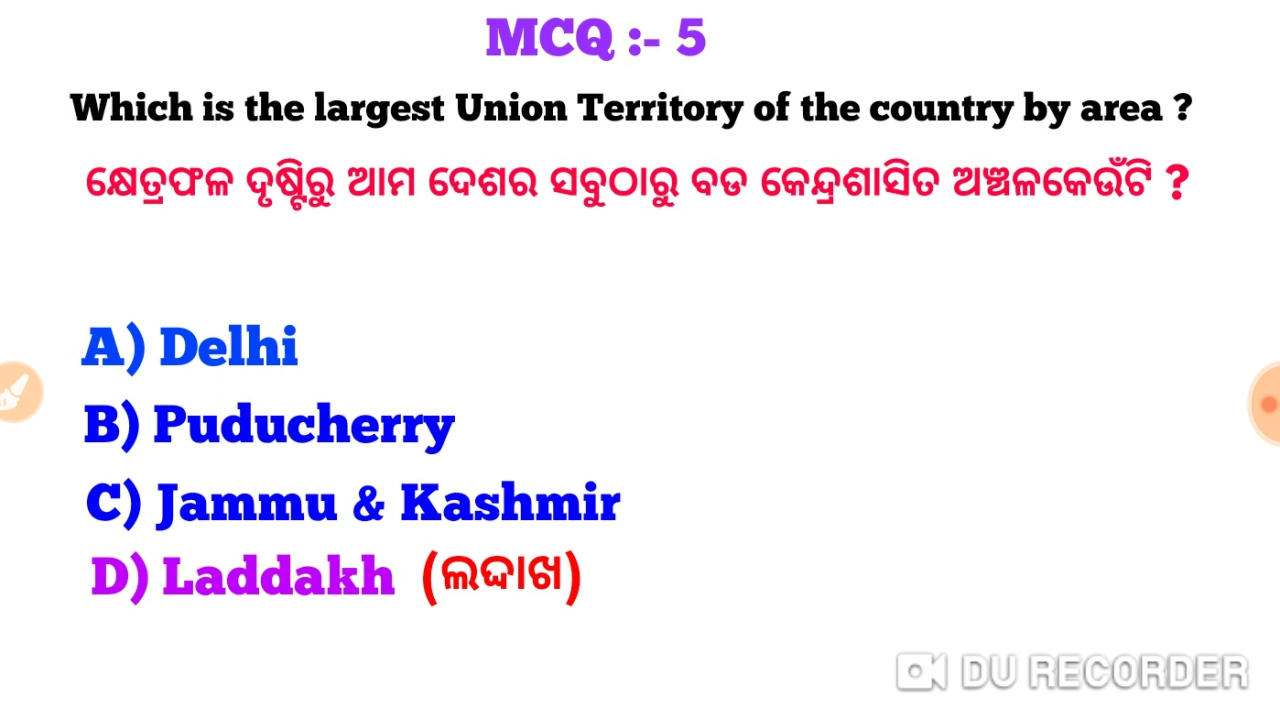 MCQ :- 5
Which is the largest Union Territory of the country by area ?
କ୍ଷେତ୍ରଫଳ ଦୃଷ୍ଟିରୁ ଆମ ଦେଶର ସବୁଠାରୁ ବଡ କେନ୍ଦ୍ରଶାସିତ ଅଞ୍ଚଳକେଉଁଟି ?
A) Delhi
B) Puducherry
C) Jammu & Kashmir
D) Laddakh (ଲଦ୍ଦାଖ)
DU RECORDER